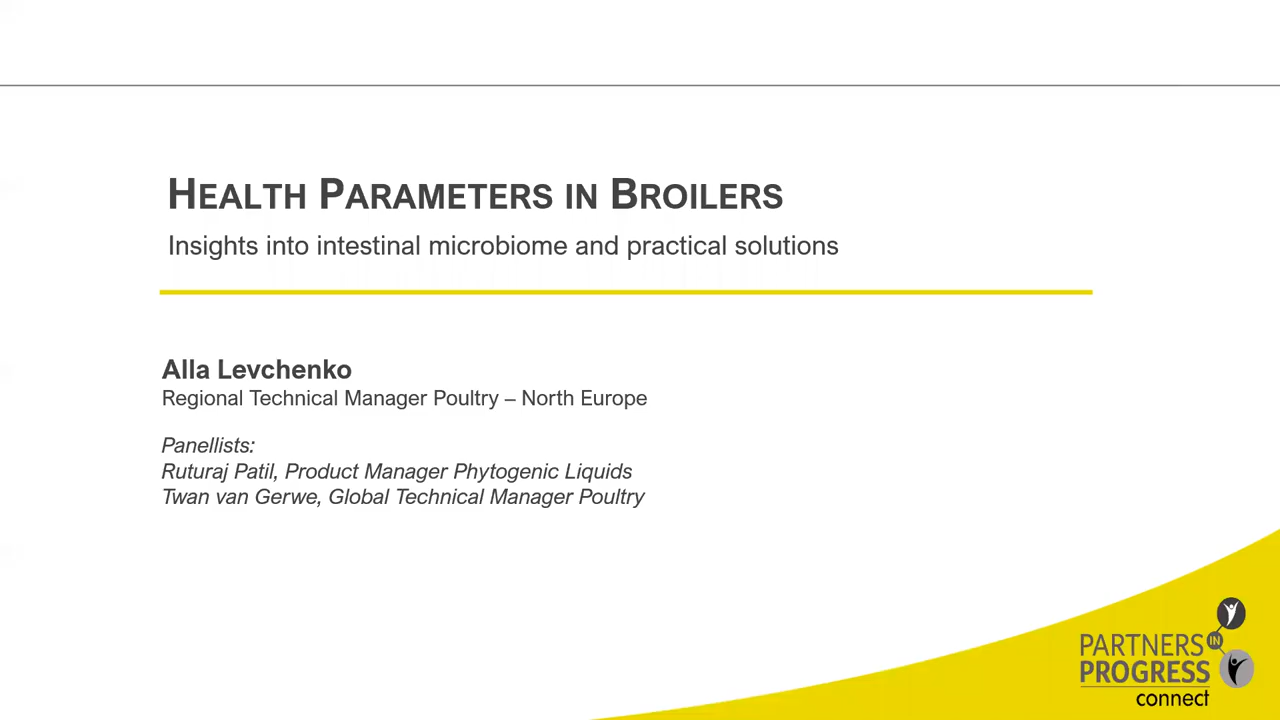 HEALTH PARAMETERS IN BROILERS
Insights into intestinal microbiome and practical solutions
Alla Levchenko
Regional Technical Manager Poultry – North Europe
Panellists:
Ruturaj Patil, Product Manager Phytogenic Liquids
Twan van Gerwe, Global Technical Manager Poultry
PARTNERS IN
PROGRESS
connect